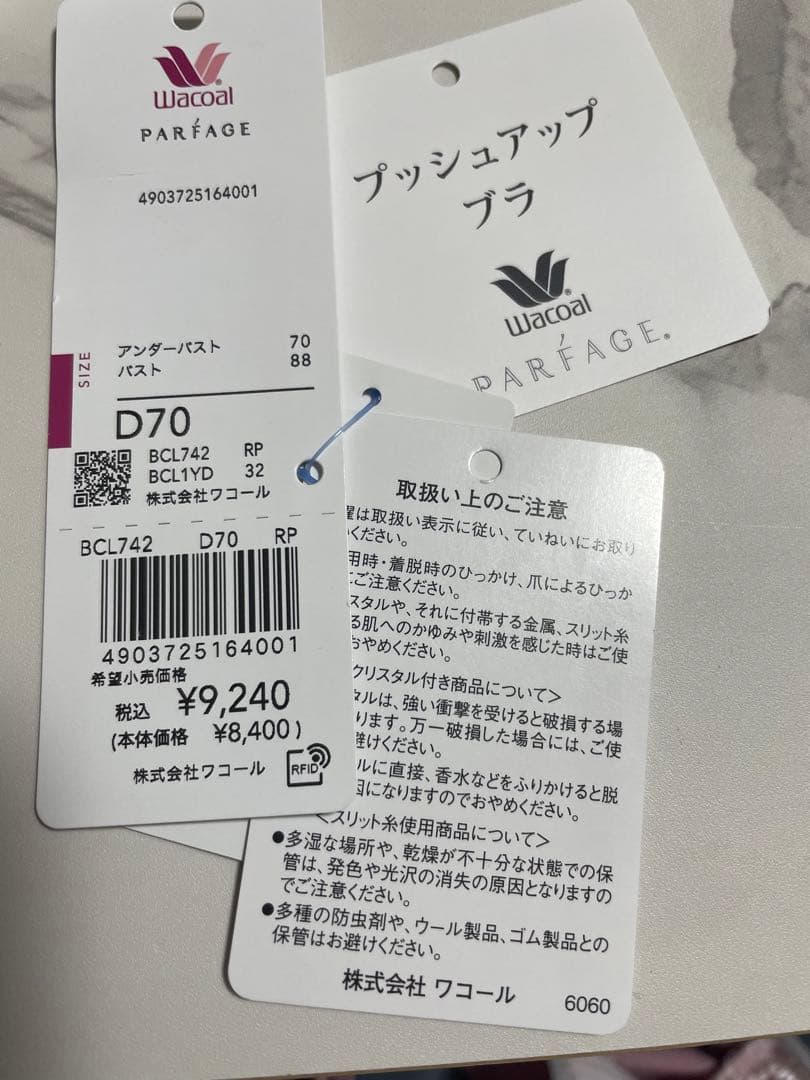 Wacoal
PARFAGE
4903725164001
SIZE
アンダーバスト 70
バスト 88
D70
BCL742 RP
BCL1YD 32
株式会社ワコール
BCL742 D70 RP
4903725164001
希望小売価格
税込 ¥9,240
(本体価格 ¥8,400)
株式会社ワコール
RFID
プッシュアップ
ブラ
Wacoal
PARFAGE®
取扱い上のご注意
は取扱い表示に従い、ていねいにお取り
ください。
用時・着脱時のひっかけ、爪によるひっか
にご注意ください。
スタルや、それに付帯する金属、スリット糸
る肌へのかゆみや刺激を感じた時はご使
おやめください。
クリスタル付き商品について>
タルは、強い衝撃を受けると破損する場
ります。万一破損した場合には、ご使
避けください。
ルに直接、香水などをふりかけると脱
因になりますのでおやめください。
<スリット糸使用商品について>
●多湿な場所や、乾燥が不十分な状態での保
管は、発色や光沢の消失の原因となりますの
でご注意ください。
●多種の防虫剤や、ウール製品、ゴム製品との
保管はお避けください。
株式会社 ワコール
6060